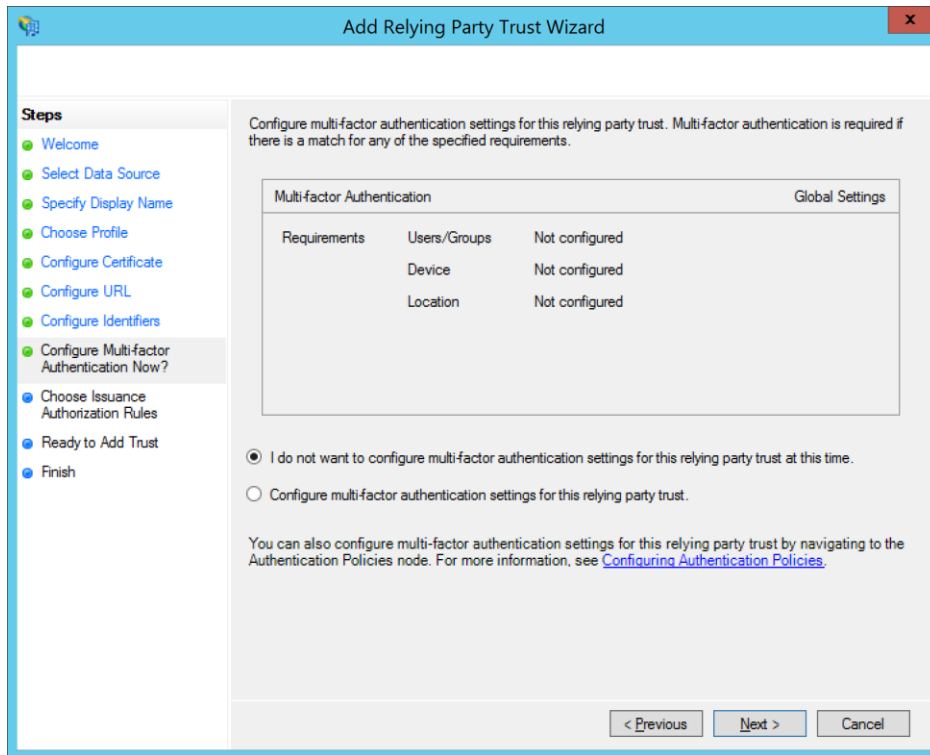 Add Relying Party Trust Wizard
x
Steps
Welcome
Select Data Source
Specify Display Name
Choose Profile
Configure Certificate
Configure URL
Configure Identifiers
Configure Multi-factor
Authentication Now?
Choose Issuance
Authorization Rules
Ready to Add Trust
Finish
Configure multi-factor authentication settings for this relying party trust. Multi-factor authentication is required if
there is a match for any of the specified requirements.
Multi-factor Authentication Global Settings
Requirements Users/Groups Not configured
Device Not configured
Location Not configured
I do not want to configure multi-factor authentication settings for this relying party trust at this time.
Configure multi-factor authentication settings for this relying party trust.
You can also configure multi-factor authentication settings for this relying party trust by navigating to the
Authentication Policies node. For more information, see Configuring Authentication Policies.
< Previous Next > Cancel